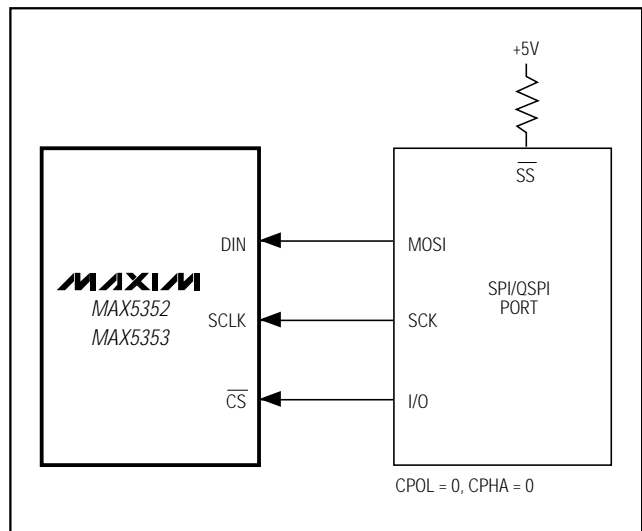 +5V
SS
DIN
MOSI
MAXIM
MAX5352
MAX5353
SPI/QSPI
PORT
SCLK
SCK
CS
I/O
CPOL = 0, CPHA = 0